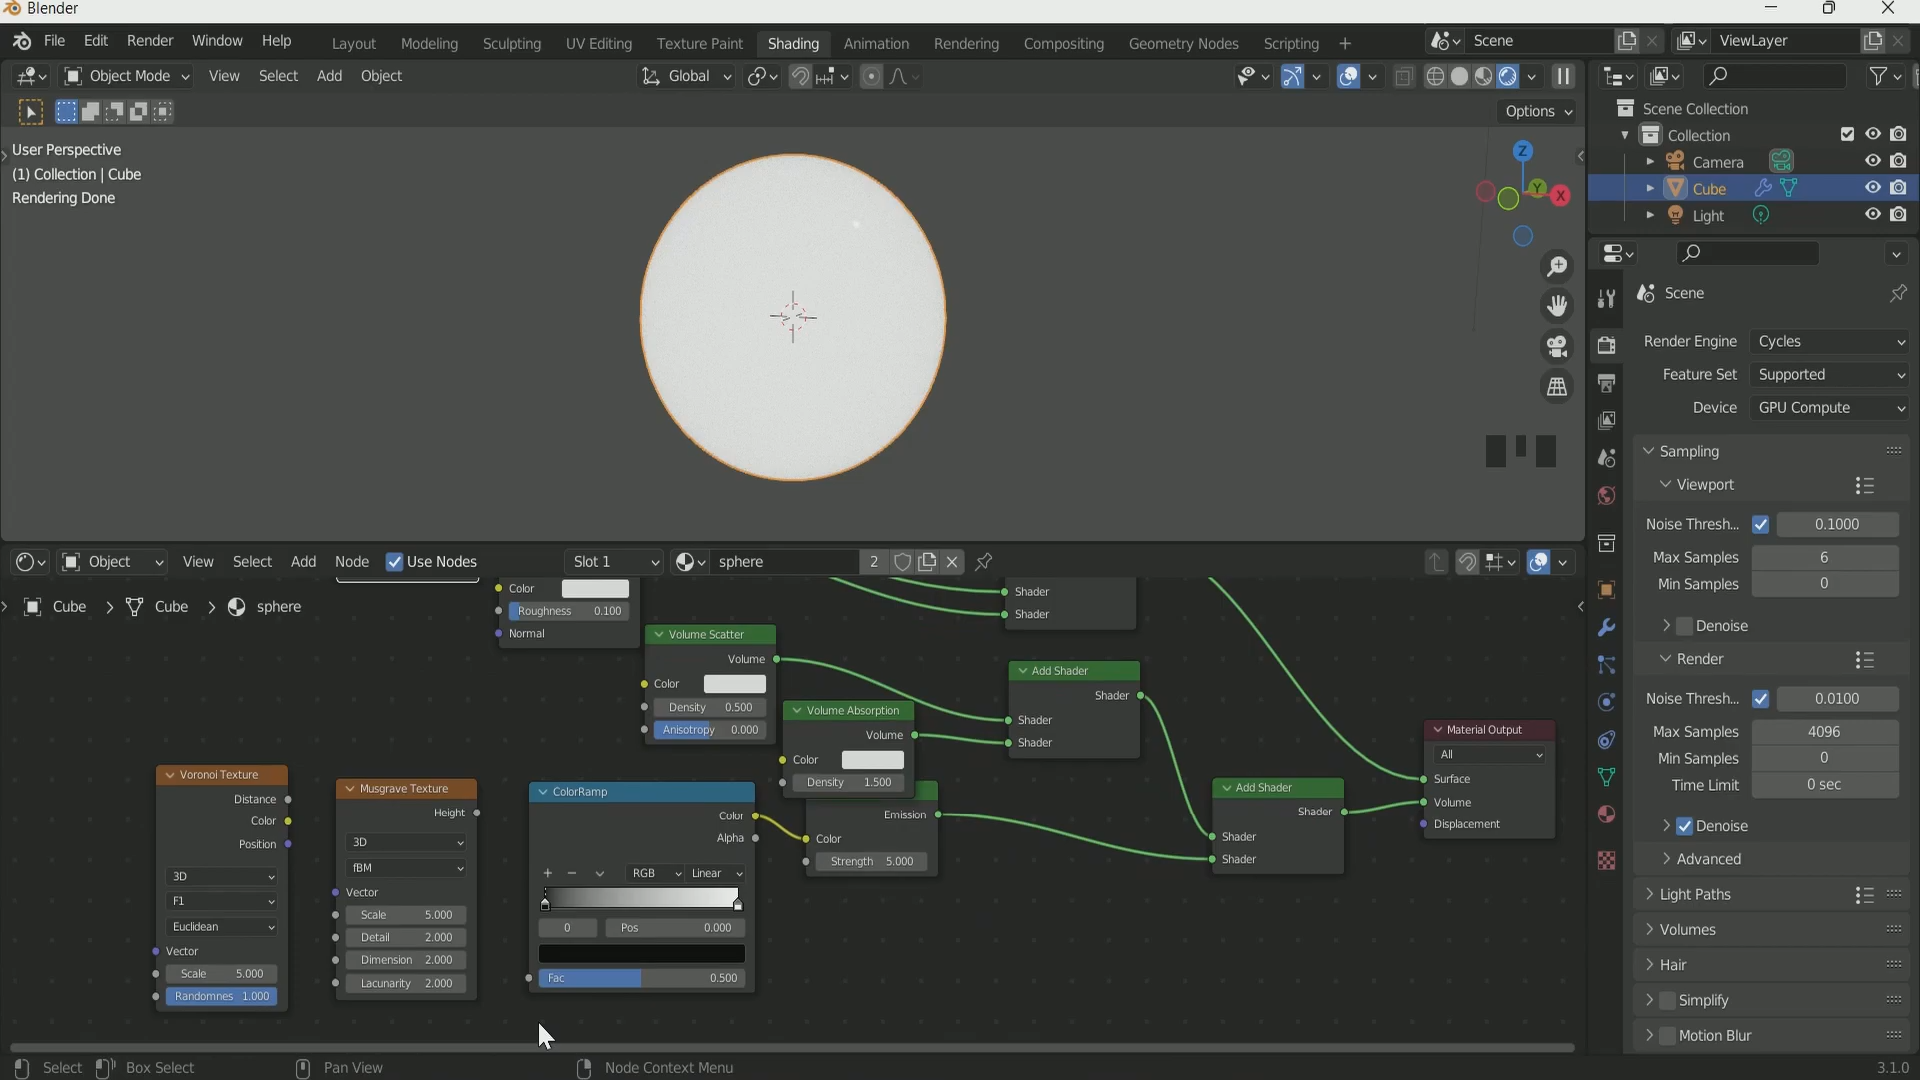 Blender
File Edit Render Window Help Layout Modeling Sculpting UV Editing Texture Paint Shading Animation Rendering Compositing Geometry Nodes Scripting + Scene ViewLayer
Object Mode View Select Add Object Global
Options
User Perspective
(1) Collection | Cube
Rendering Done
Z
Y
X
Scene Collection
Collection
Camera
Cube
Light
Scene
Render Engine Cycles
Feature Set Supported
Device GPU Compute
Sampling
Viewport
Noise Thresh... 0.1000
Max Samples 6
Min Samples 0
Denoise
Render
Noise Thresh... 0.0100
Max Samples 4096
Min Samples 0
Time Limit 0 sec
Denoise
Advanced
Light Paths
Volumes
Hair
Simplify
Motion Blur
Object View Select Add Node Use Nodes Slot 1 sphere 2
Cube > Cube > sphere
Color
Roughness 0.100
Normal
Shader
Shader
Volume Scatter
Volume
Color
Density 0.500
Anisotropy 0.000
Add Shader
Shader
Shader
Shader
Volume Absorption
Volume
Color
Density 1.500
Material Output
All
Surface
Volume
Displacement
Voronoi Texture
Distance
Color
Position
3D
F1
Euclidean
Vector
Scale 5.000
Randomnes 1.000
Musgrave Texture
Height
3D
fBM
Vector
Scale 5.000
Detail 2.000
Dimension 2.000
Lacunarity 2.000
ColorRamp
Color
Alpha
+ − RGB Linear
0 Pos 0.000
Fac 0.500
Emission
Color
Strength 5.000
Add Shader
Shader
Shader
Shader
Select Box Select Pan View Node Context Menu 3.1.0